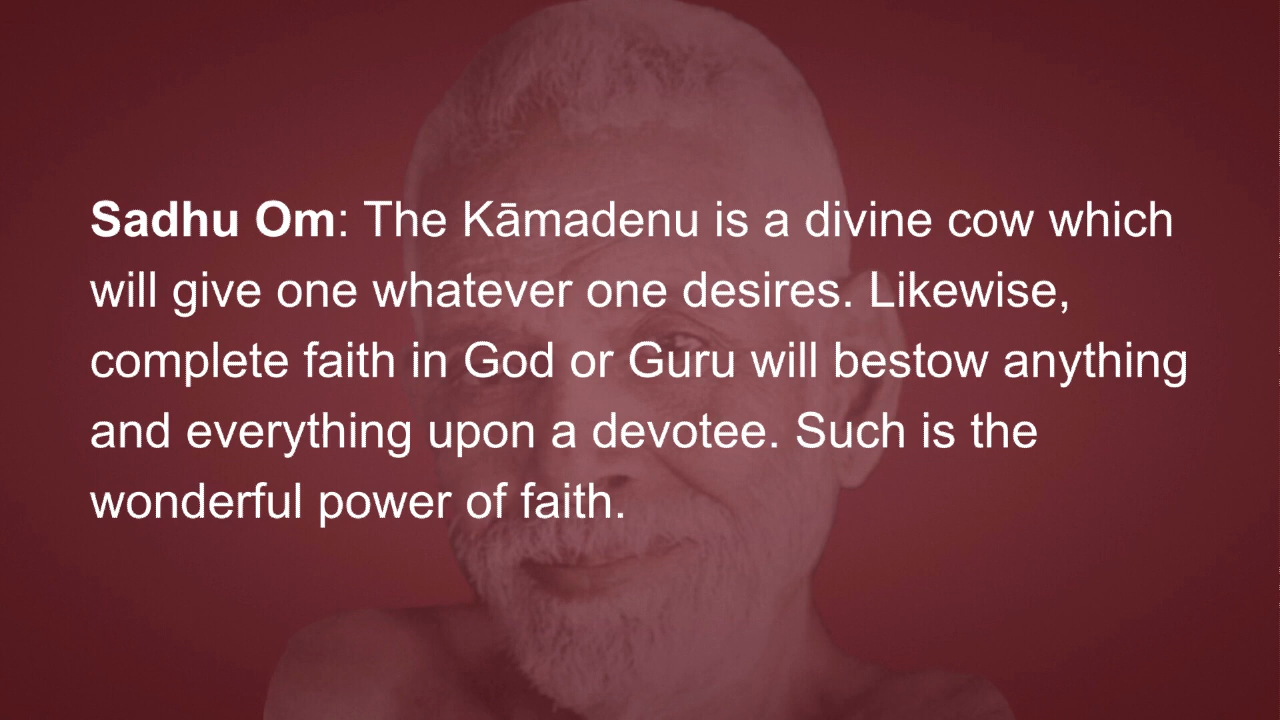 Sadhu Om: The Kāmadenu is a divine cow which
will give one whatever one desires. Likewise,
complete faith in God or Guru will bestow anything
and everything upon a devotee. Such is the
wonderful power of faith.